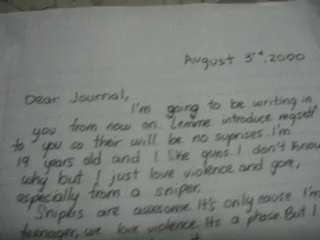 August 3rd, 2000
Dear Journal,
I'm going to be writing in
you from now on. Lemme introduce myself
to you so their will be no suprises. I'm
19 years old and I like guns. I don't know
why but I just love violence and gore,
especially from a sniper.
Snipers are awesome. It's only cause I'm
teenager, we love violence. Its a phase. But I